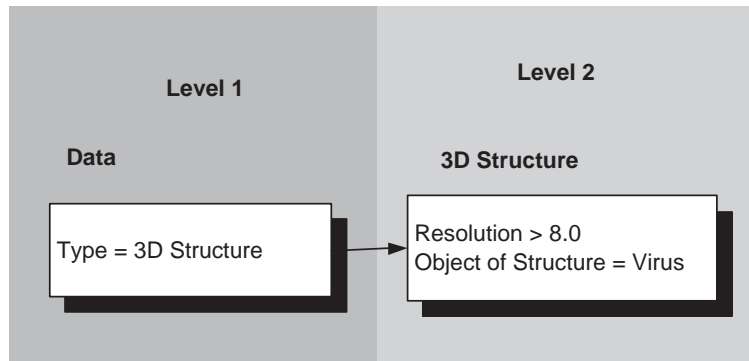 Level 1
Level 2
Data
3D Structure
Type = 3D Structure
Resolution > 8.0
Object of Structure = Virus